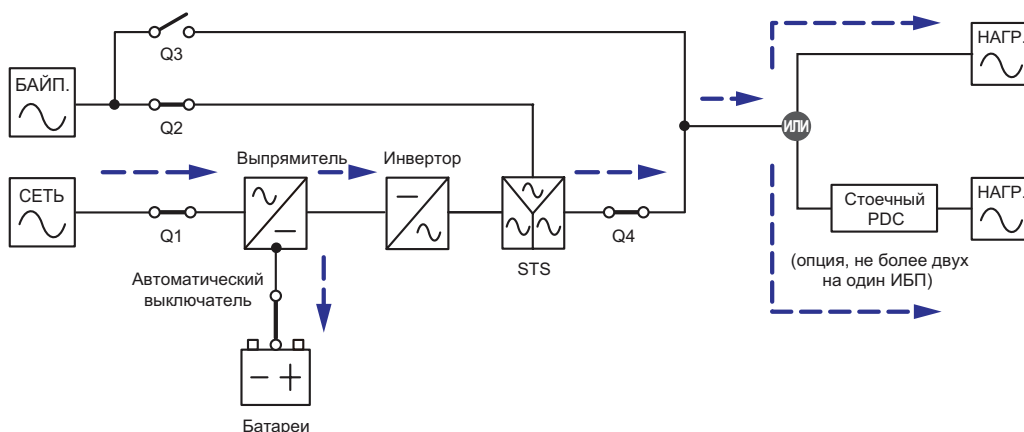 Q3
НАГР.
БАЙП.
Q2
ИЛИ
Выпрямитель
Инвертор
СЕТЬ
Стоечный
PDC
НАГР.
Q1
Q4
STS
(опция, не более двух
на один ИБП)
Автоматический
выключатель
Батареи